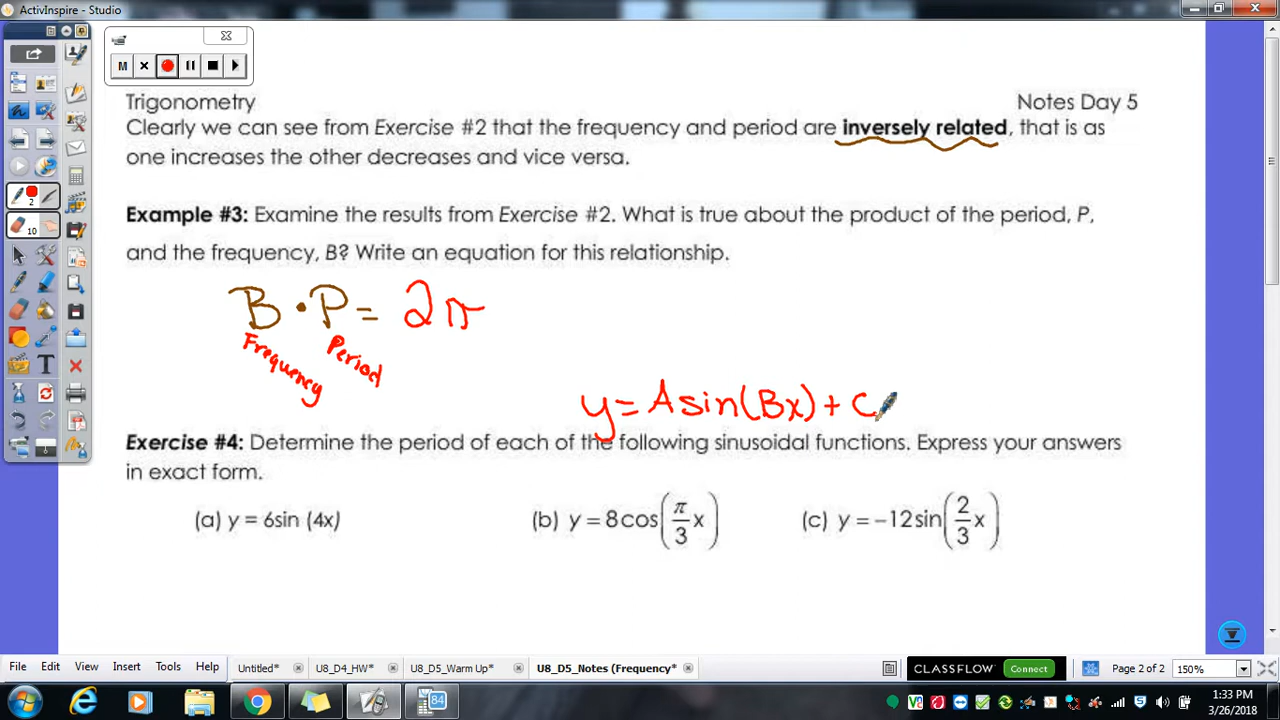 ActivInspire - Studio
M
Trigonometry Notes Day 5
Clearly we can see from Exercise #2 that the frequency and period are inversely related, that is as
one increases the other decreases and vice versa.
Example #3: Examine the results from Exercise #2. What is true about the product of the period, P,
and the frequency, B? Write an equation for this relationship.
B · P = 2π
Frequency Period
y = A sin(Bx) + C
Exercise #4: Determine the period of each of the following sinusoidal functions. Express your answers
in exact form.
(a) y = 6sin (4x) (b) y = 8cos(π/3 x) (c) y = −12sin(2/3 x)
2
10
T
File Edit View Insert Tools Help Untitled* U8_D4_HW* U8_D5_Warm Up* U8_D5_Notes (Frequency* CLASSFLOW Connect Page 2 of 2 150%
84
1:33 PM
3/26/2018